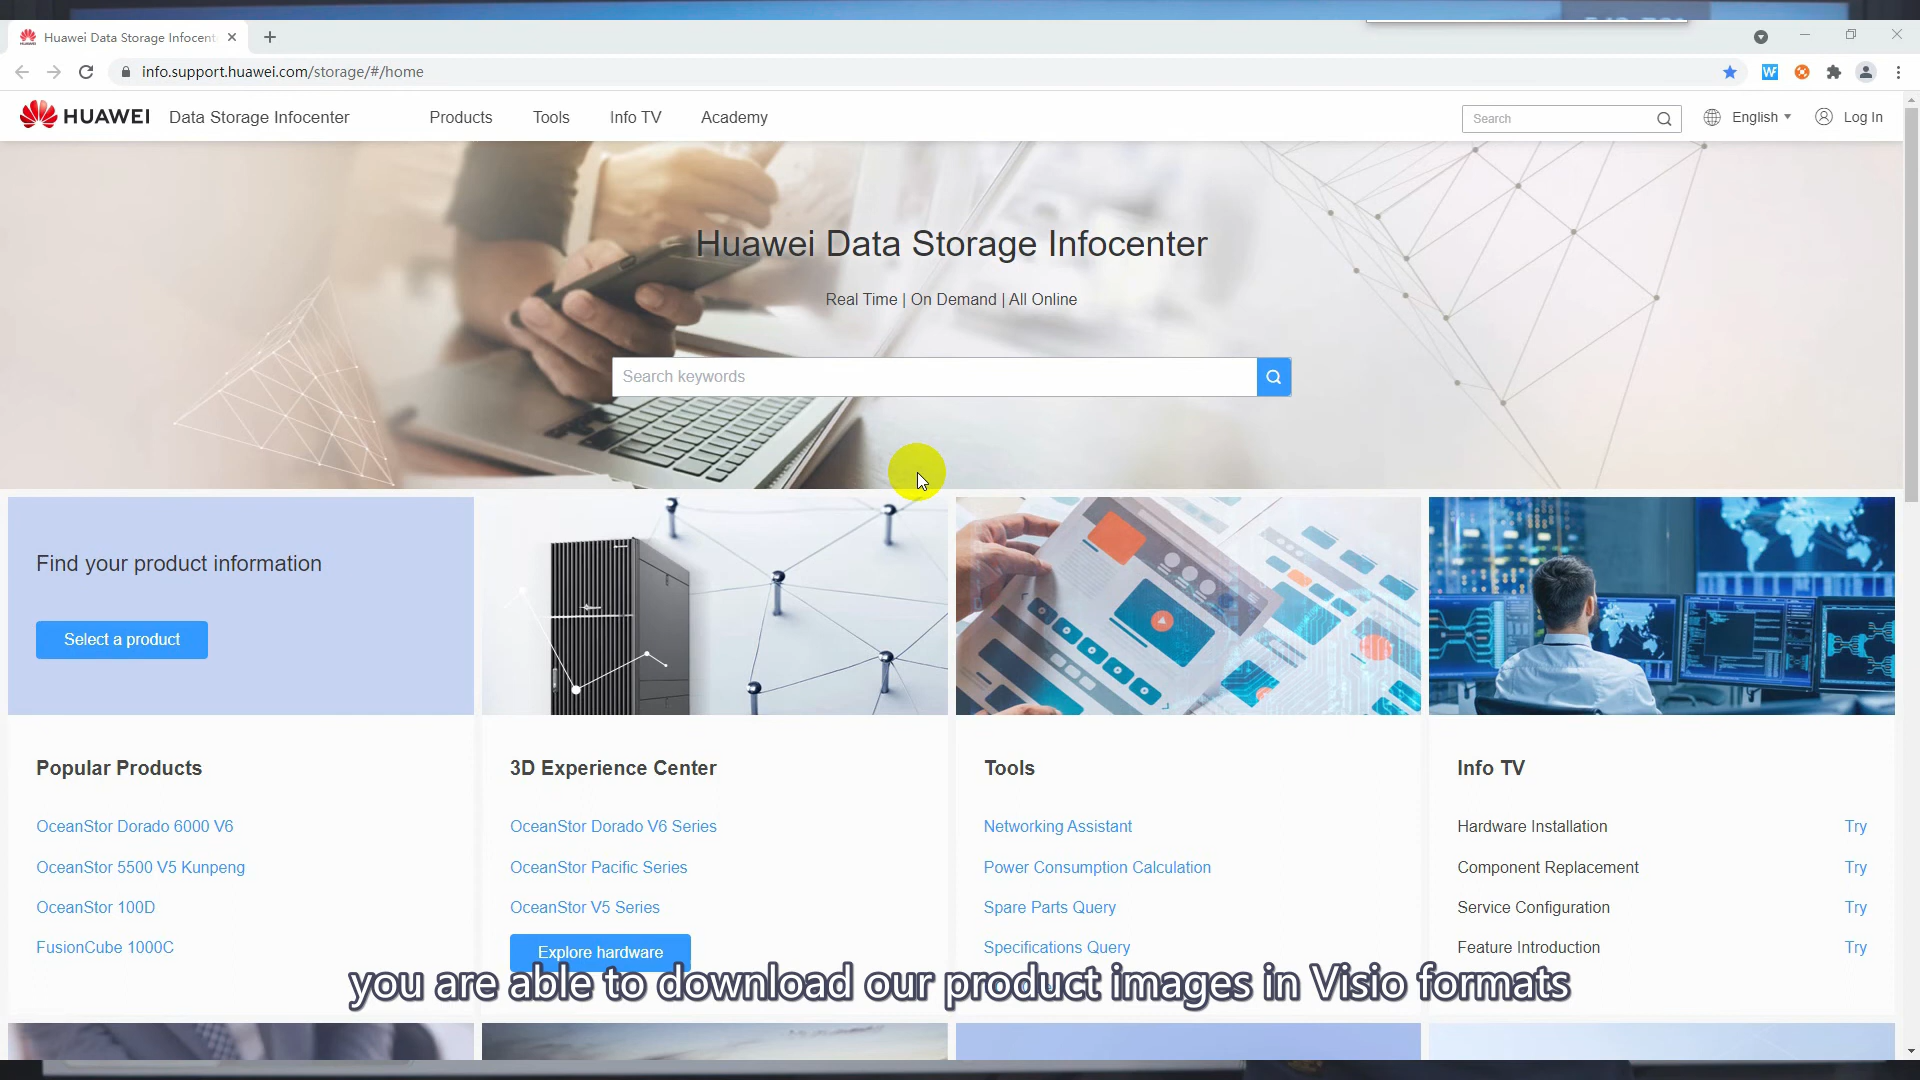 Huawei Data Storage Infocent
info.support.huawei.com/storage/#/home
HUAWEI Data Storage Infocenter Products Tools Info TV Academy Search English Log In
Huawei Data Storage Infocenter
Real Time | On Demand | All Online
Search keywords
Find your product information
Select a product
Popular Products
OceanStor Dorado 6000 V6
OceanStor 5500 V5 Kunpeng
OceanStor 100D
FusionCube 1000C
3D Experience Center
OceanStor Dorado V6 Series
OceanStor Pacific Series
OceanStor V5 Series
Explore hardware
Tools
Networking Assistant
Power Consumption Calculation
Spare Parts Query
Specifications Query
Info TV
Hardware Installation Try
Component Replacement Try
Service Configuration Try
Feature Introduction Try
you are able to download our product images in Visio formats